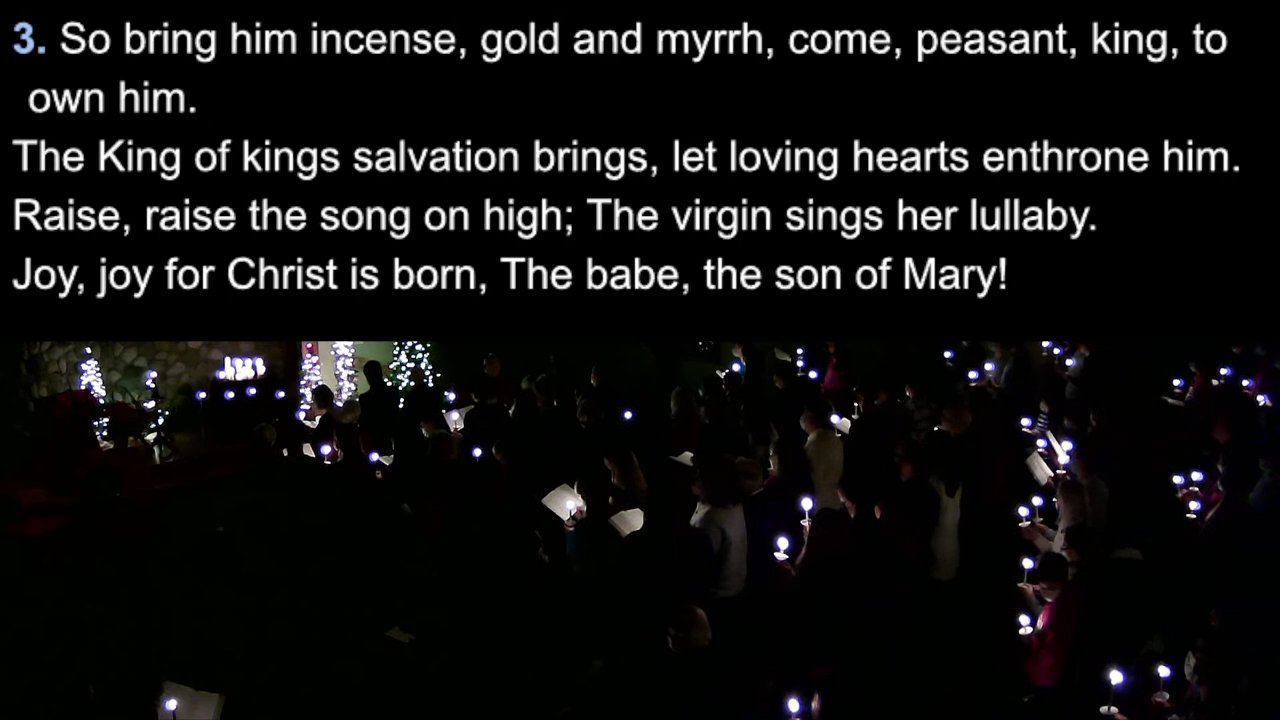 3. So bring him incense, gold and myrrh, come, peasant, king, to
own him.
The King of kings salvation brings, let loving hearts enthrone him.
Raise, raise the song on high; The virgin sings her lullaby.
Joy, joy for Christ is born, The babe, the son of Mary!